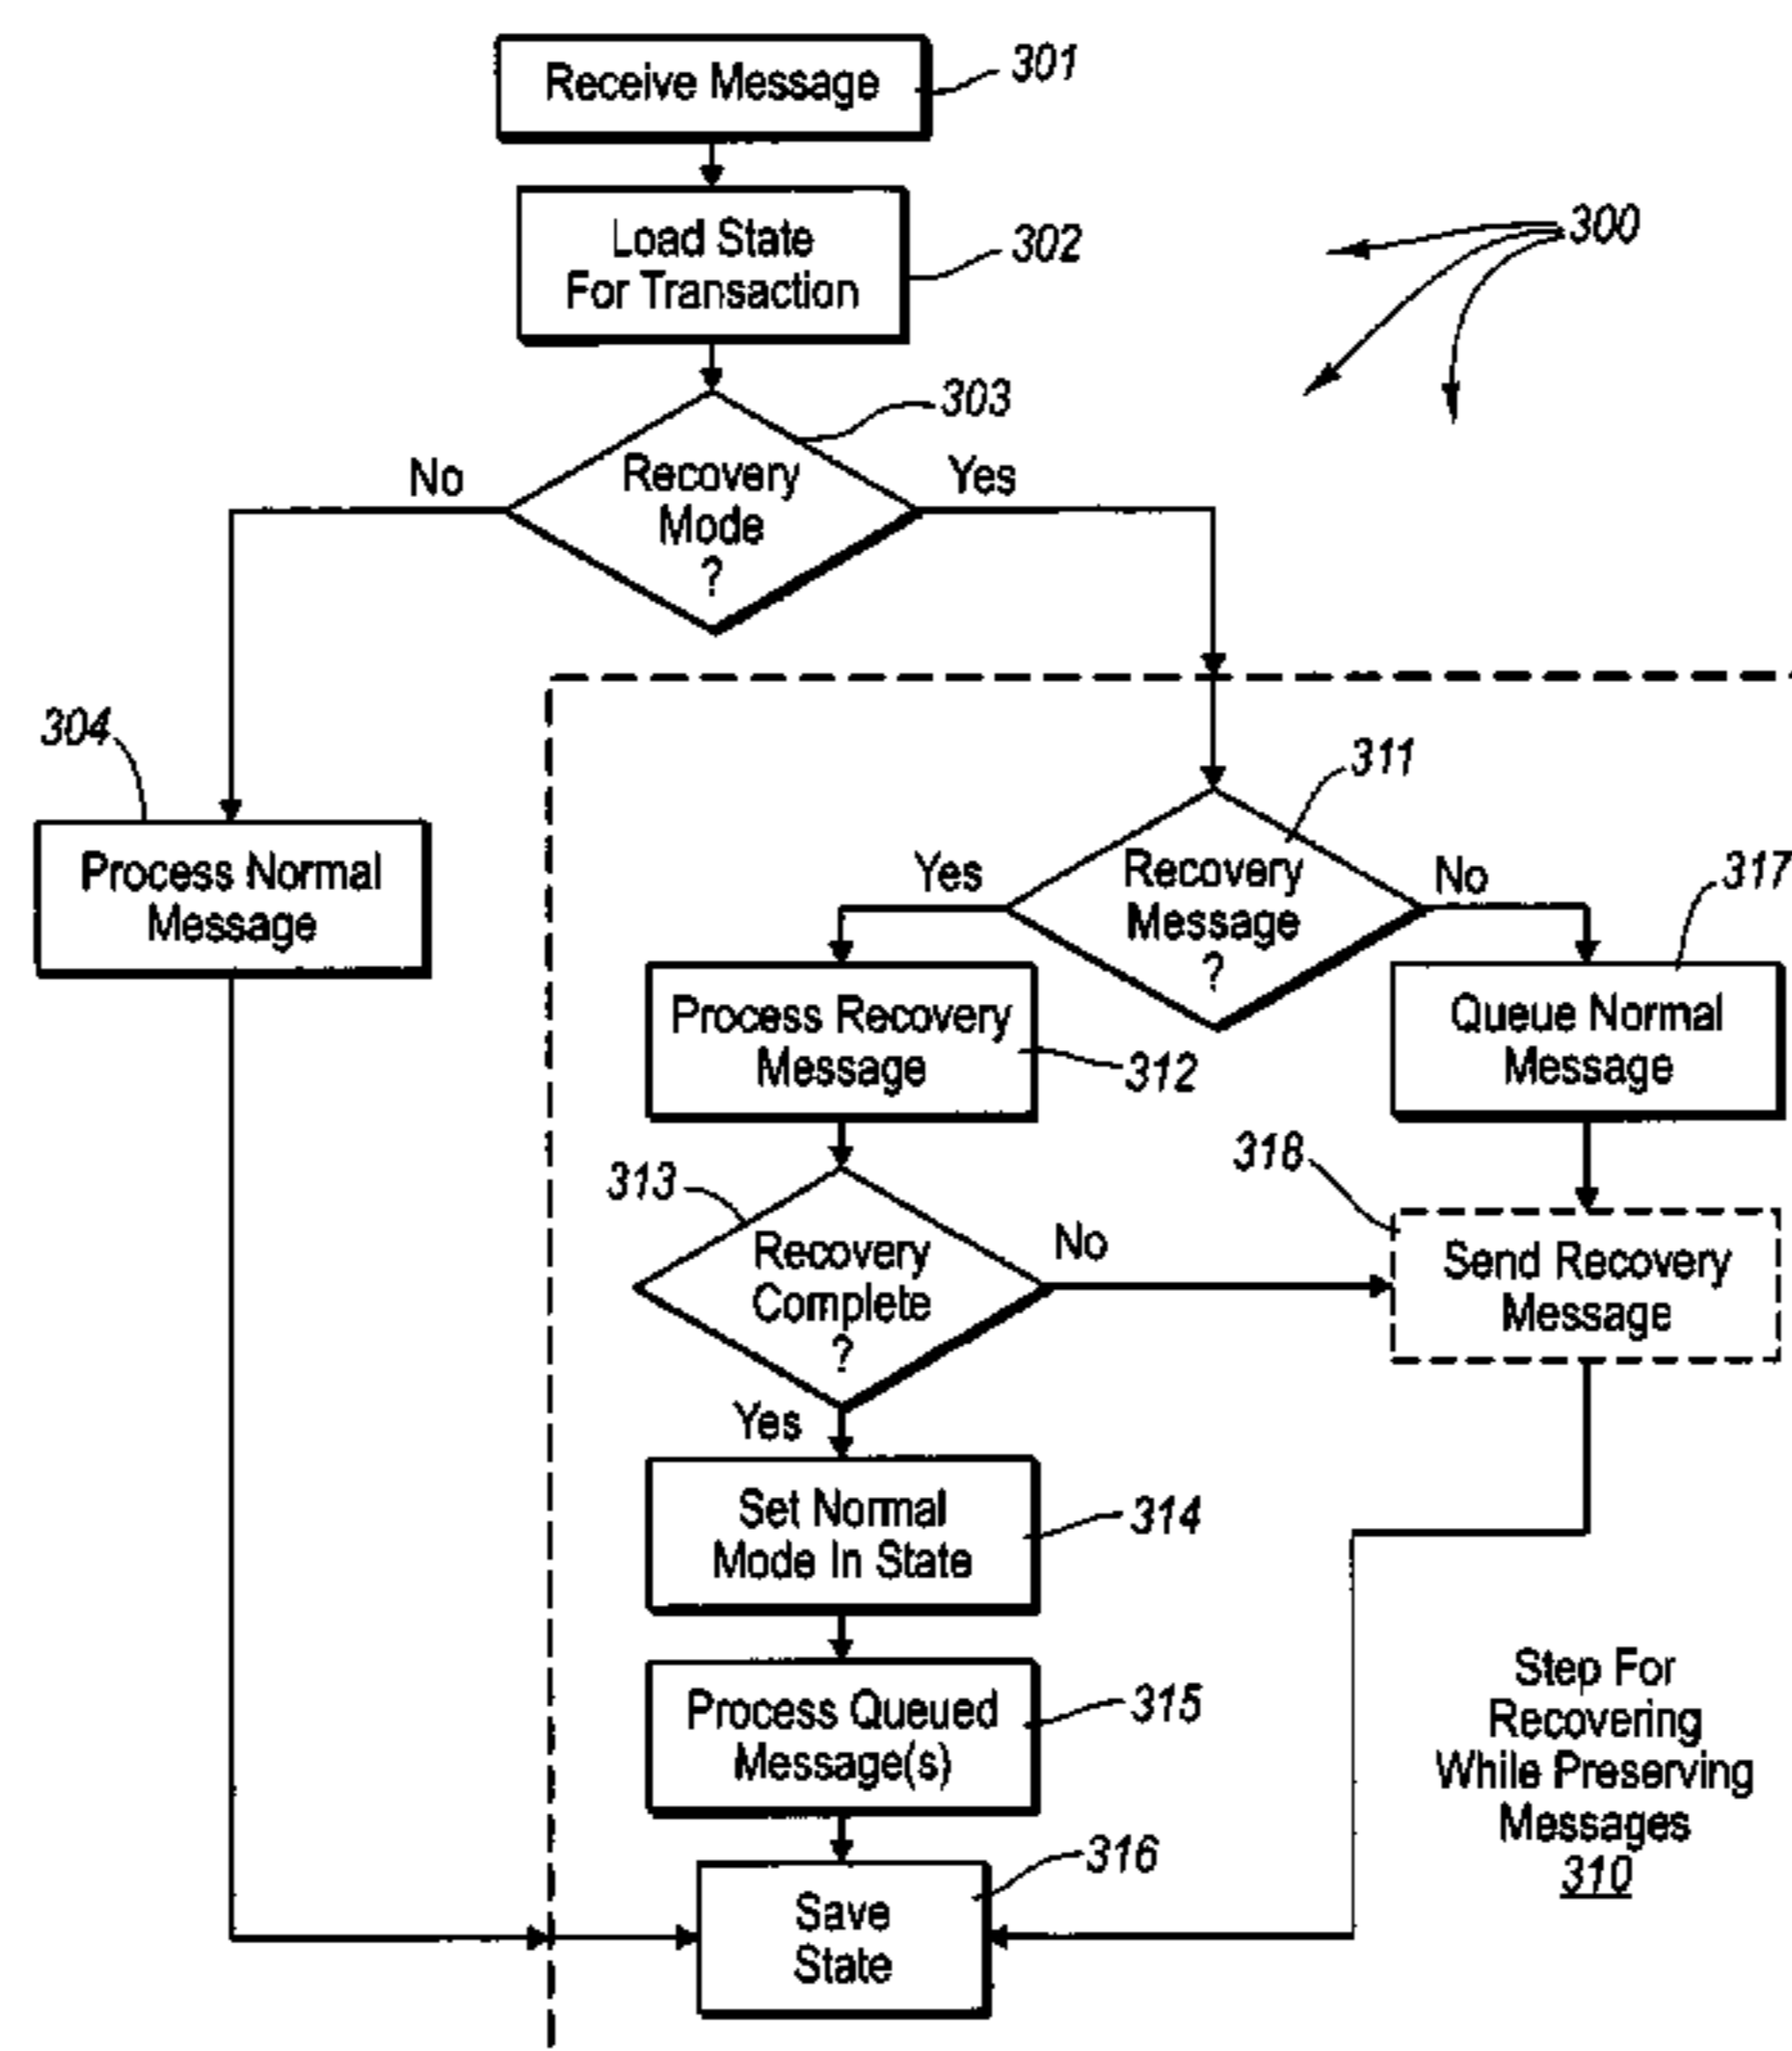 Receive Message
301
Load State
For Transaction
302
300
303
Recovery
Mode
?
No
Yes
304
Process Normal
Message
311
Recovery
Message
?
Yes
No
317
Process Recovery
Message
312
Queue Normal
Message
313
Recovery
Complete
?
No
Yes
318
Send Recovery
Message
Set Normal
Mode In State
314
Process Queued
Message(s)
315
Step For
Recovering
While Preserving
Messages
310
Save
State
316